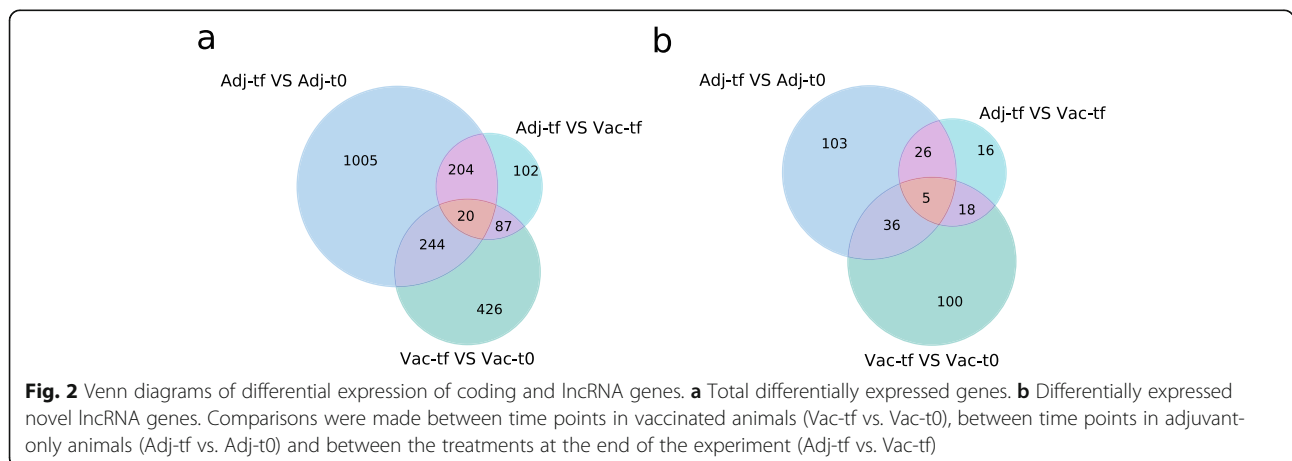 a
Adj-tf VS Adj-t0
Adj-tf VS Vac-tf
1005
204
102
20
87
244
426
Vac-tf VS Vac-t0
b
Adj-tf VS Adj-t0
Adj-tf VS Vac-tf
103
26
16
5
18
36
100
Vac-tf VS Vac-t0
Fig. 2 Venn diagrams of differential expression of coding and lncRNA genes. a Total differentially expressed genes. b Differentially expressed
novel lncRNA genes. Comparisons were made between time points in vaccinated animals (Vac-tf vs. Vac-t0), between time points in adjuvant-
only animals (Adj-tf vs. Adj-t0) and between the treatments at the end of the experiment (Adj-tf vs. Vac-tf)